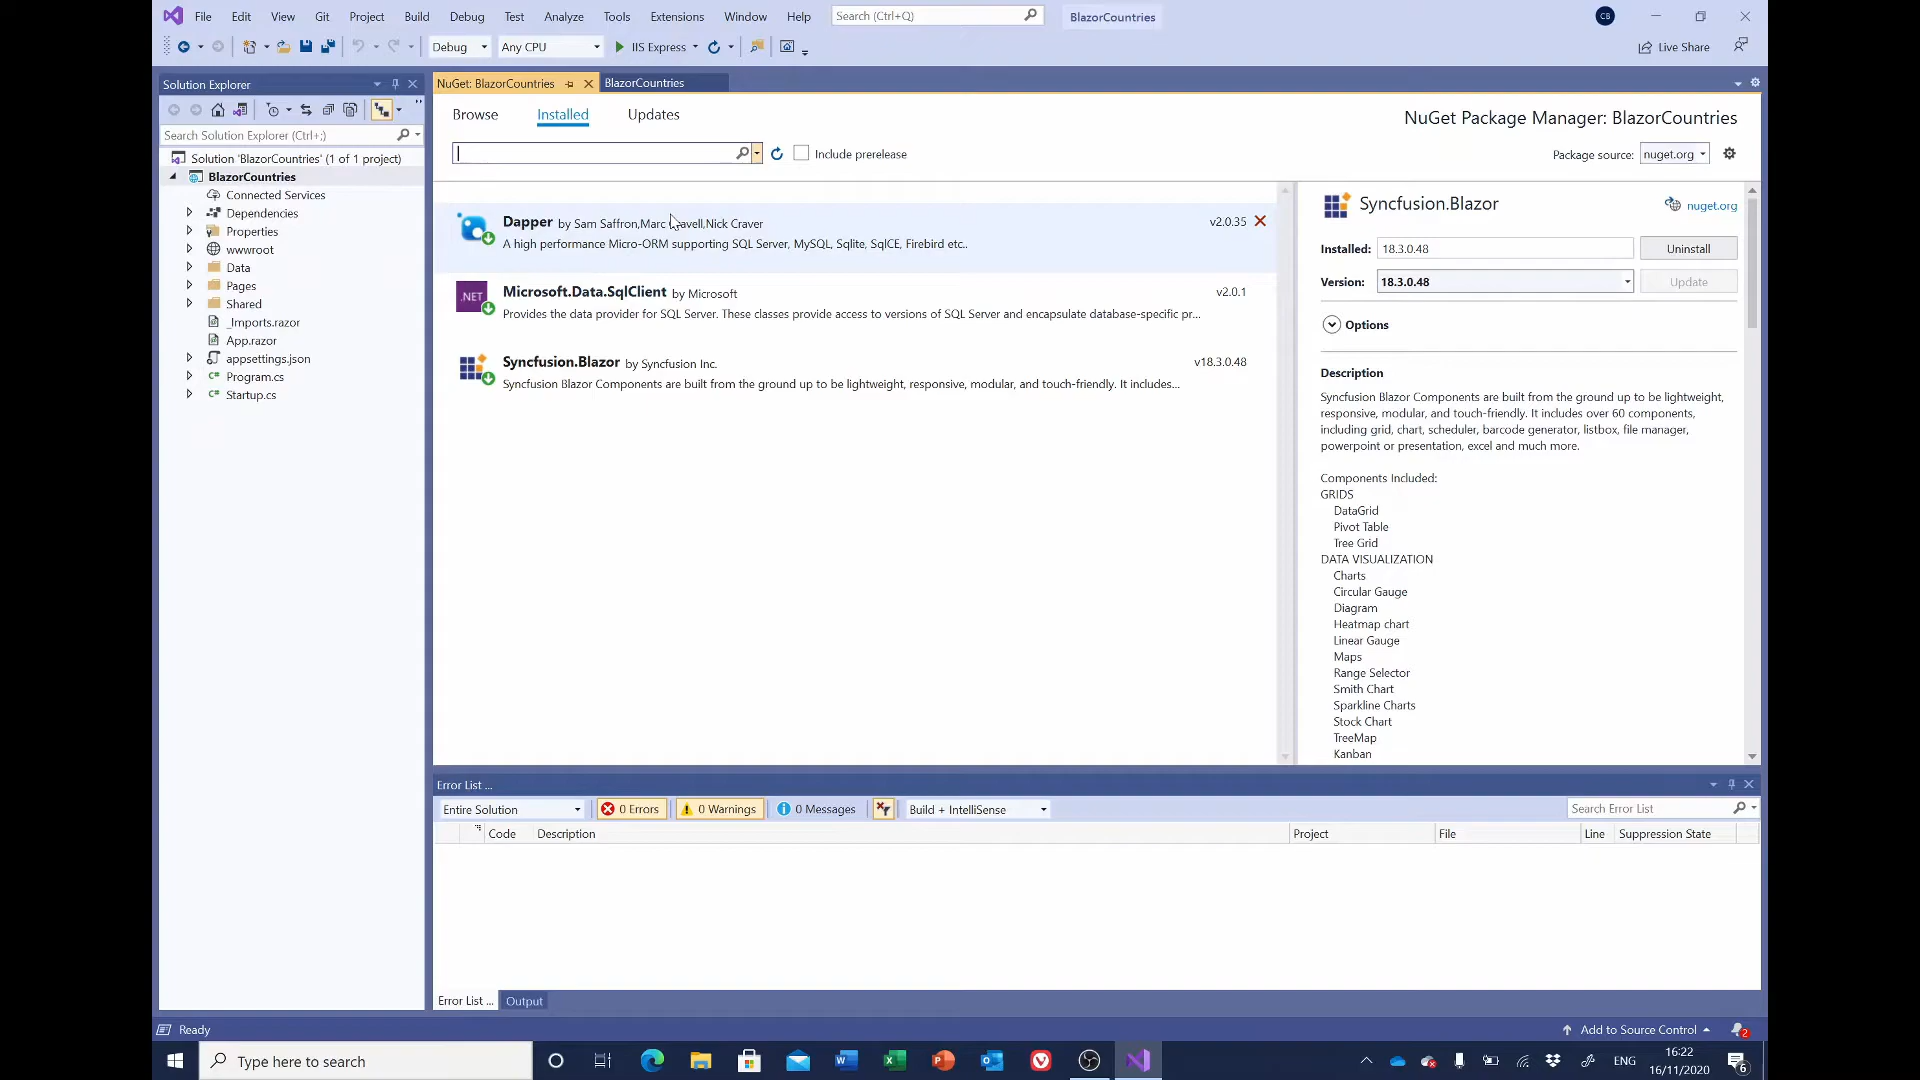 File Edit View Git Project Build Debug Test Analyze Tools Extensions Window Help Search (Ctrl+Q) BlazorCountries CB
Debug Any CPU IIS Express Live Share
Solution Explorer
Search Solution Explorer (Ctrl+;)
Solution 'BlazorCountries' (1 of 1 project)
BlazorCountries
Connected Services
Dependencies
Properties
wwwroot
Data
Pages
Shared
_Imports.razor
App.razor
appsettings.json
Program.cs
Startup.cs
NuGet: BlazorCountries BlazorCountries
Browse Installed Updates
NuGet Package Manager: BlazorCountries
Include prerelease
Package source: nuget.org
Dapper by Sam Saffron,Marc Gravell,Nick Craver v2.0.35
A high performance Micro-ORM supporting SQL Server, MySQL, Sqlite, SqlCE, Firebird etc..
.NET
Microsoft.Data.SqlClient by Microsoft v2.0.1
Provides the data provider for SQL Server. These classes provide access to versions of SQL Server and encapsulate database-specific pr...
Syncfusion.Blazor by Syncfusion Inc. v18.3.0.48
Syncfusion Blazor Components are built from the ground up to be lightweight, responsive, modular, and touch-friendly. It includes...
Syncfusion.Blazor nuget.org
Installed: 18.3.0.48 Uninstall
Version: 18.3.0.48 Update
Options
Description
Syncfusion Blazor Components are built from the ground up to be lightweight,
responsive, modular, and touch-friendly. It includes over 60 components,
including grid, chart, scheduler, barcode generator, listbox, file manager,
powerpoint or presentation, excel and much more.
Components Included:
GRIDS
DataGrid
Pivot Table
Tree Grid
DATA VISUALIZATION
Charts
Circular Gauge
Diagram
Heatmap chart
Linear Gauge
Maps
Range Selector
Smith Chart
Sparkline Charts
Stock Chart
TreeMap
Kanban
Error List ...
Entire Solution 0 Errors 0 Warnings 0 Messages Build + IntelliSense Search Error List
Code Description Project File Line Suppression State
Error List ... Output
Ready Add to Source Control 2
Type here to search ENG 16:22
16/11/2020 6